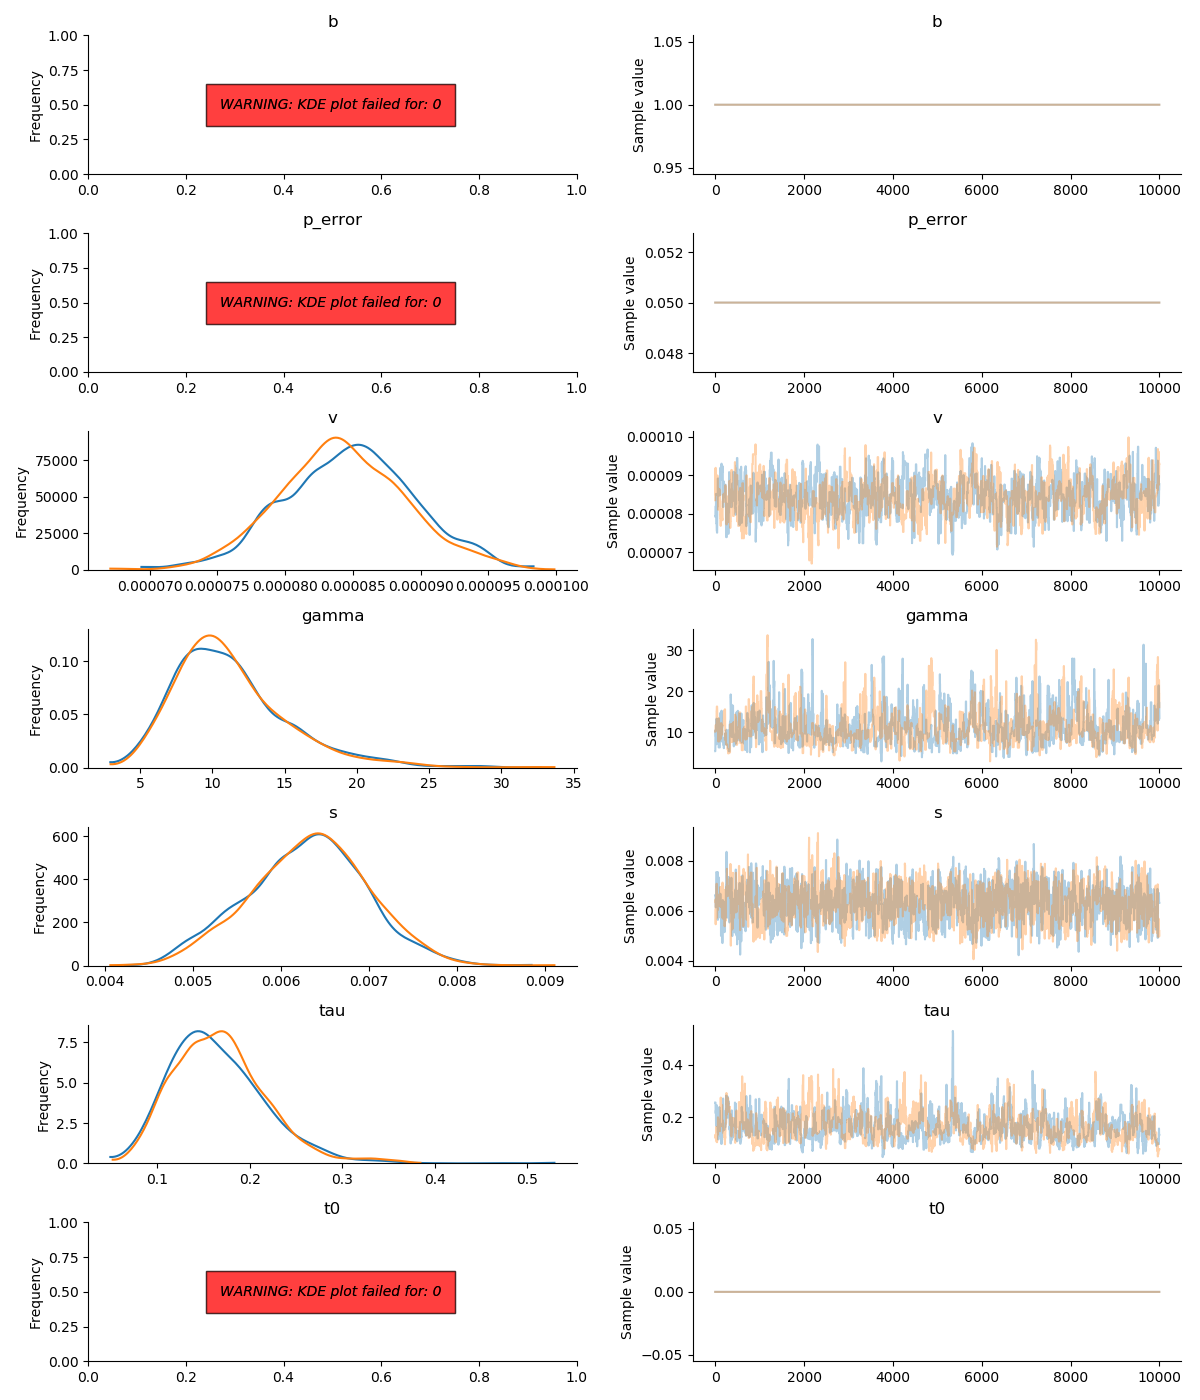 b
1.00
0.75
0.50
0.25
0.00
Frequency
WARNING: KDE plot failed for: 0
0.0 0.2 0.4 0.6 0.8 1.0
b
1.05
1.00
0.95
Sample value
0 2000 4000 6000 8000 10000
p_error
1.00
0.75
0.50
0.25
0.00
Frequency
WARNING: KDE plot failed for: 0
0.0 0.2 0.4 0.6 0.8 1.0
p_error
0.052
0.050
0.048
Sample value
0 2000 4000 6000 8000 10000
v
75000
50000
25000
0
Frequency
0.000070 0.000075 0.000080 0.000085 0.000090 0.000095 0.000100
v
0.00010
0.00009
0.00008
0.00007
Sample value
0 2000 4000 6000 8000 10000
gamma
0.10
0.05
0.00
Frequency
5 10 15 20 25 30 35
gamma
30
20
10
Sample value
0 2000 4000 6000 8000 10000
s
600
400
200
0
Frequency
0.004 0.005 0.006 0.007 0.008 0.009
s
0.008
0.006
0.004
Sample value
0 2000 4000 6000 8000 10000
tau
7.5
5.0
2.5
0.0
Frequency
0.1 0.2 0.3 0.4 0.5
tau
0.4
0.2
Sample value
0 2000 4000 6000 8000 10000
t0
1.00
0.75
0.50
0.25
0.00
Frequency
WARNING: KDE plot failed for: 0
0.0 0.2 0.4 0.6 0.8 1.0
t0
0.05
0.00
−0.05
Sample value
0 2000 4000 6000 8000 10000